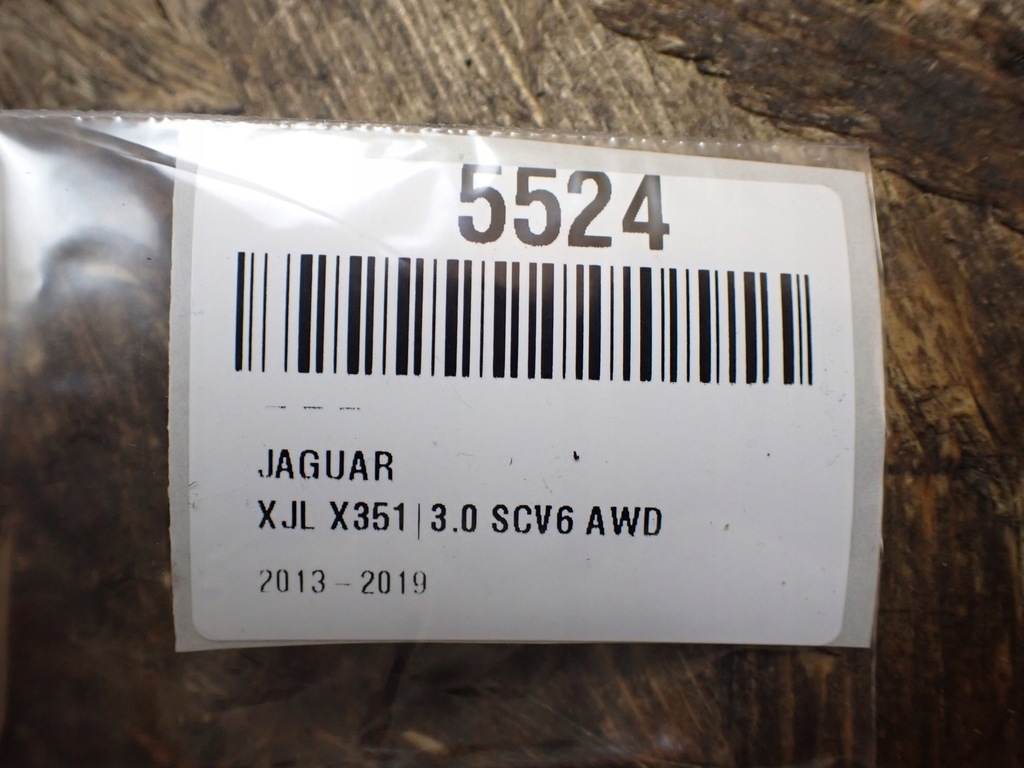 5524
JAGUAR
XJL X351|3.0 SCV6 AWD
2013 - 2019